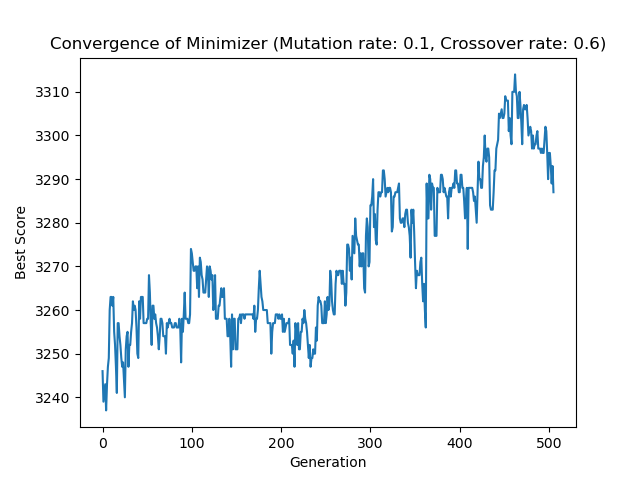 Convergence of Minimizer (Mutation rate: 0.1, Crossover rate: 0.6)
3310
3300
3290
3280
3270
3260
3250
3240
Best Score
0 100 200 300 400 500
Generation